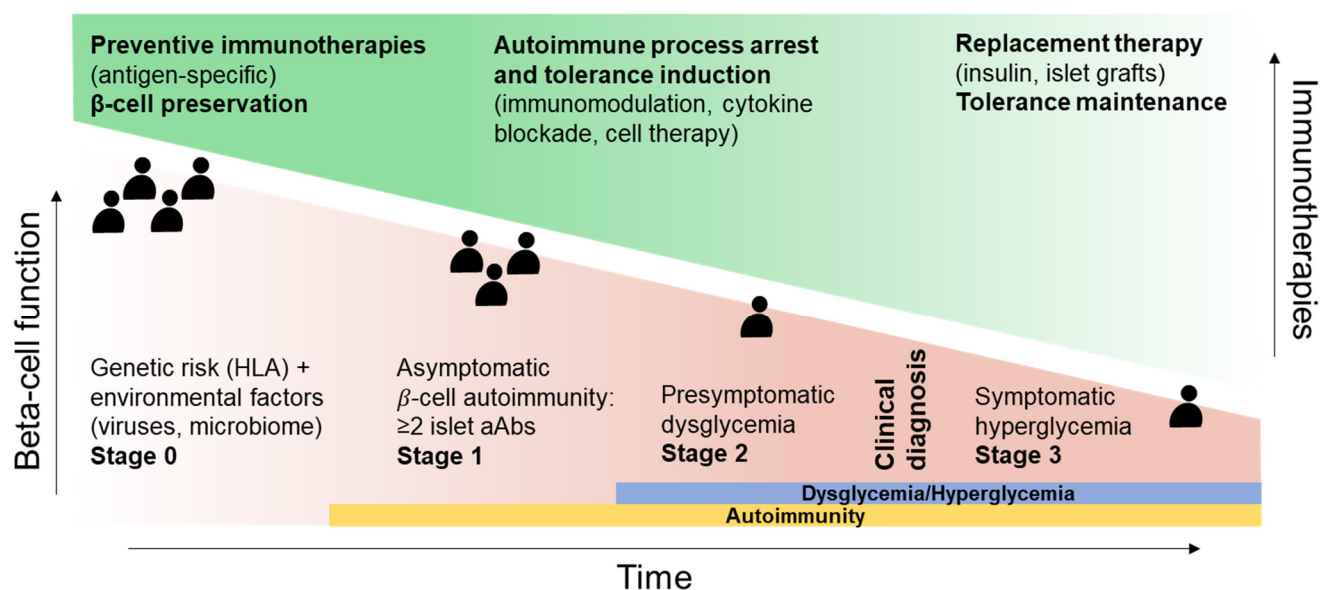 Preventive immunotherapies
(antigen-specific)
β-cell preservation
Autoimmune process arrest
and tolerance induction
(immunomodulation, cytokine
blockade, cell therapy)
Replacement therapy
(insulin, islet grafts)
Tolerance maintenance
Immunotherapies
Beta-cell function
Genetic risk (HLA) +
environmental factors
(viruses, microbiome)
Stage 0
Asymptomatic
β-cell autoimmunity:
≥2 islet aAbs
Stage 1
Presymptomatic
dysglycemia
Stage 2
Clinical
diagnosis
Symptomatic
hyperglycemia
Stage 3
Dysglycemia/Hyperglycemia
Autoimmunity
Time